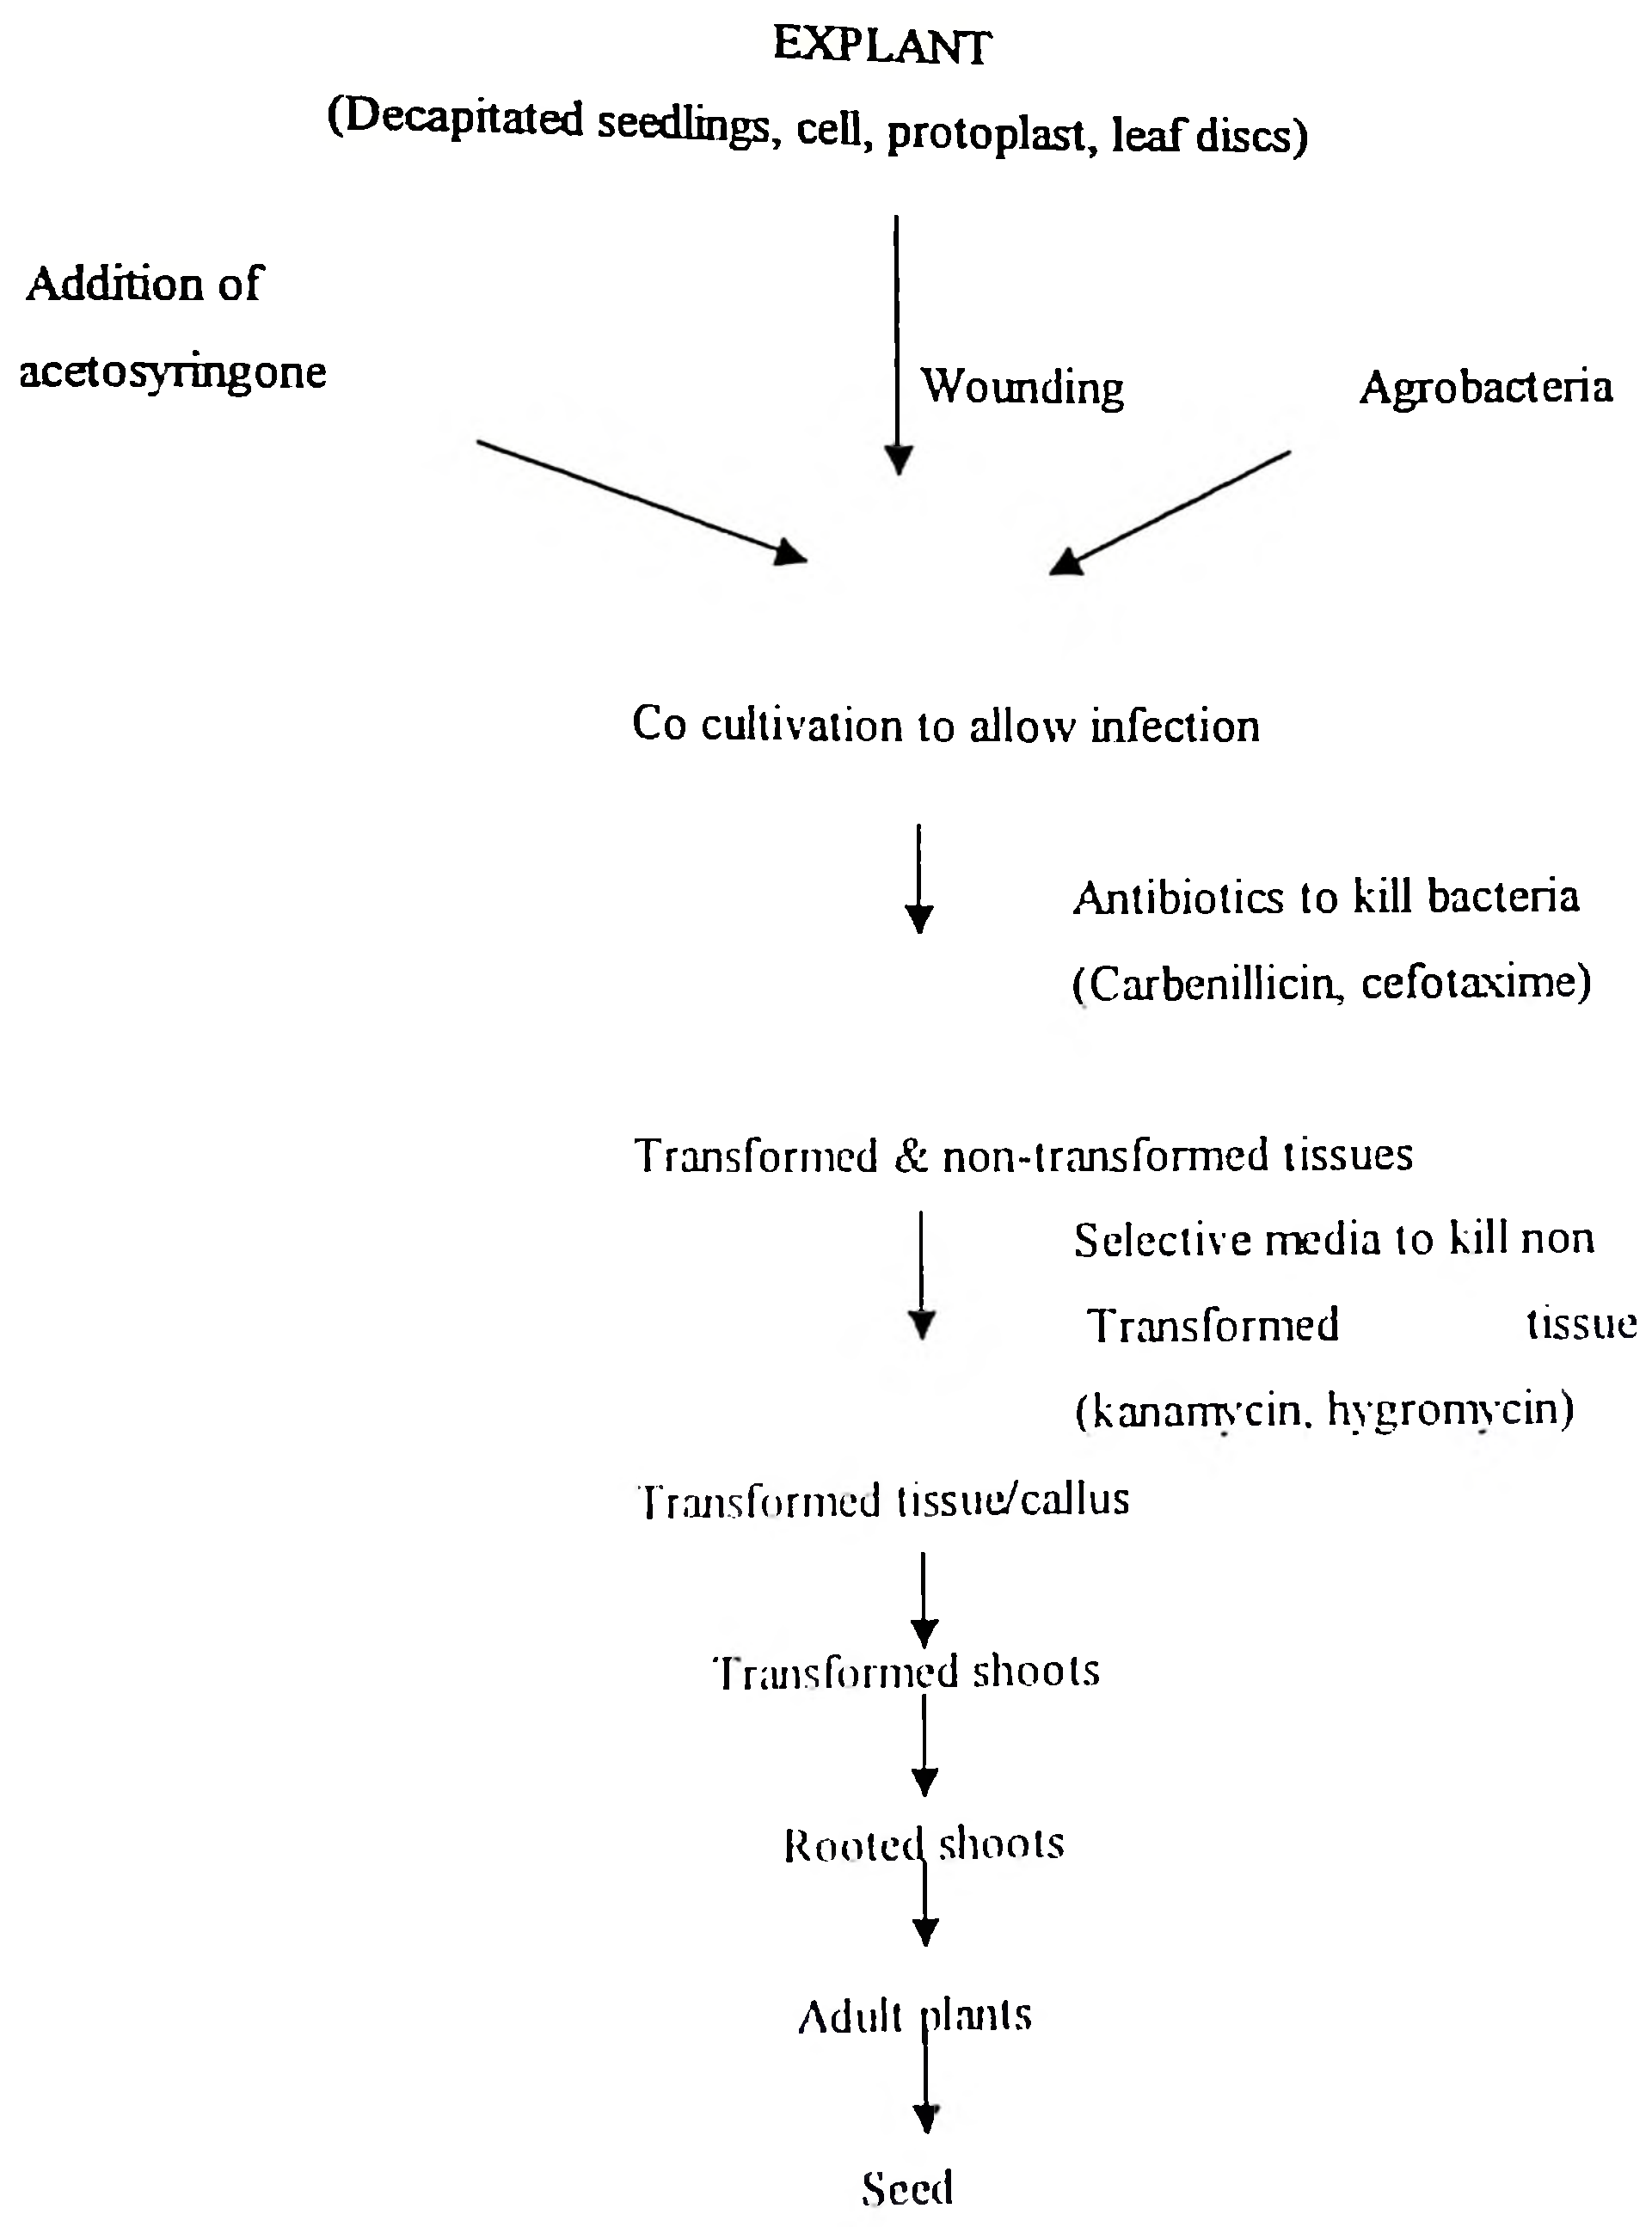 EXPLANT
(Decapitated seedlings, cell, protoplast, leaf discs)
Addition of
acetosyringone
Wounding
Agrobacteria
Co cultivation to allow infection
Antibiotics to kill bacteria
(Carbenillicin, cefotaxime)
Transformed & non-transformed tissues
Selective media to kill non
Transformed tissue
(kanamycin, hygromycin)
Transformed tissue/callus
Transformed shoots
Rooted shoots
Adult plants
Seed